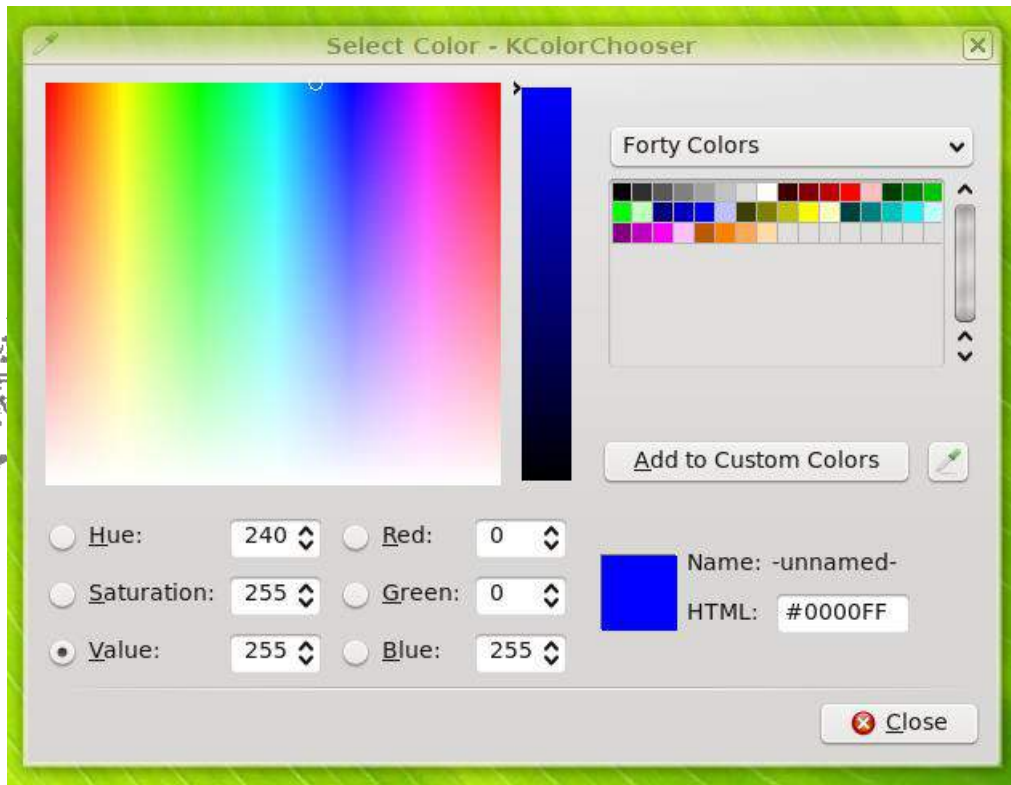 Select Color - KColorChooser
Forty Colors
Add to Custom Colors
Hue: 240 Red: 0
Saturation: 255 Green: 0
Value: 255 Blue: 255
Name: -unnamed-
HTML: #0000FF
Close